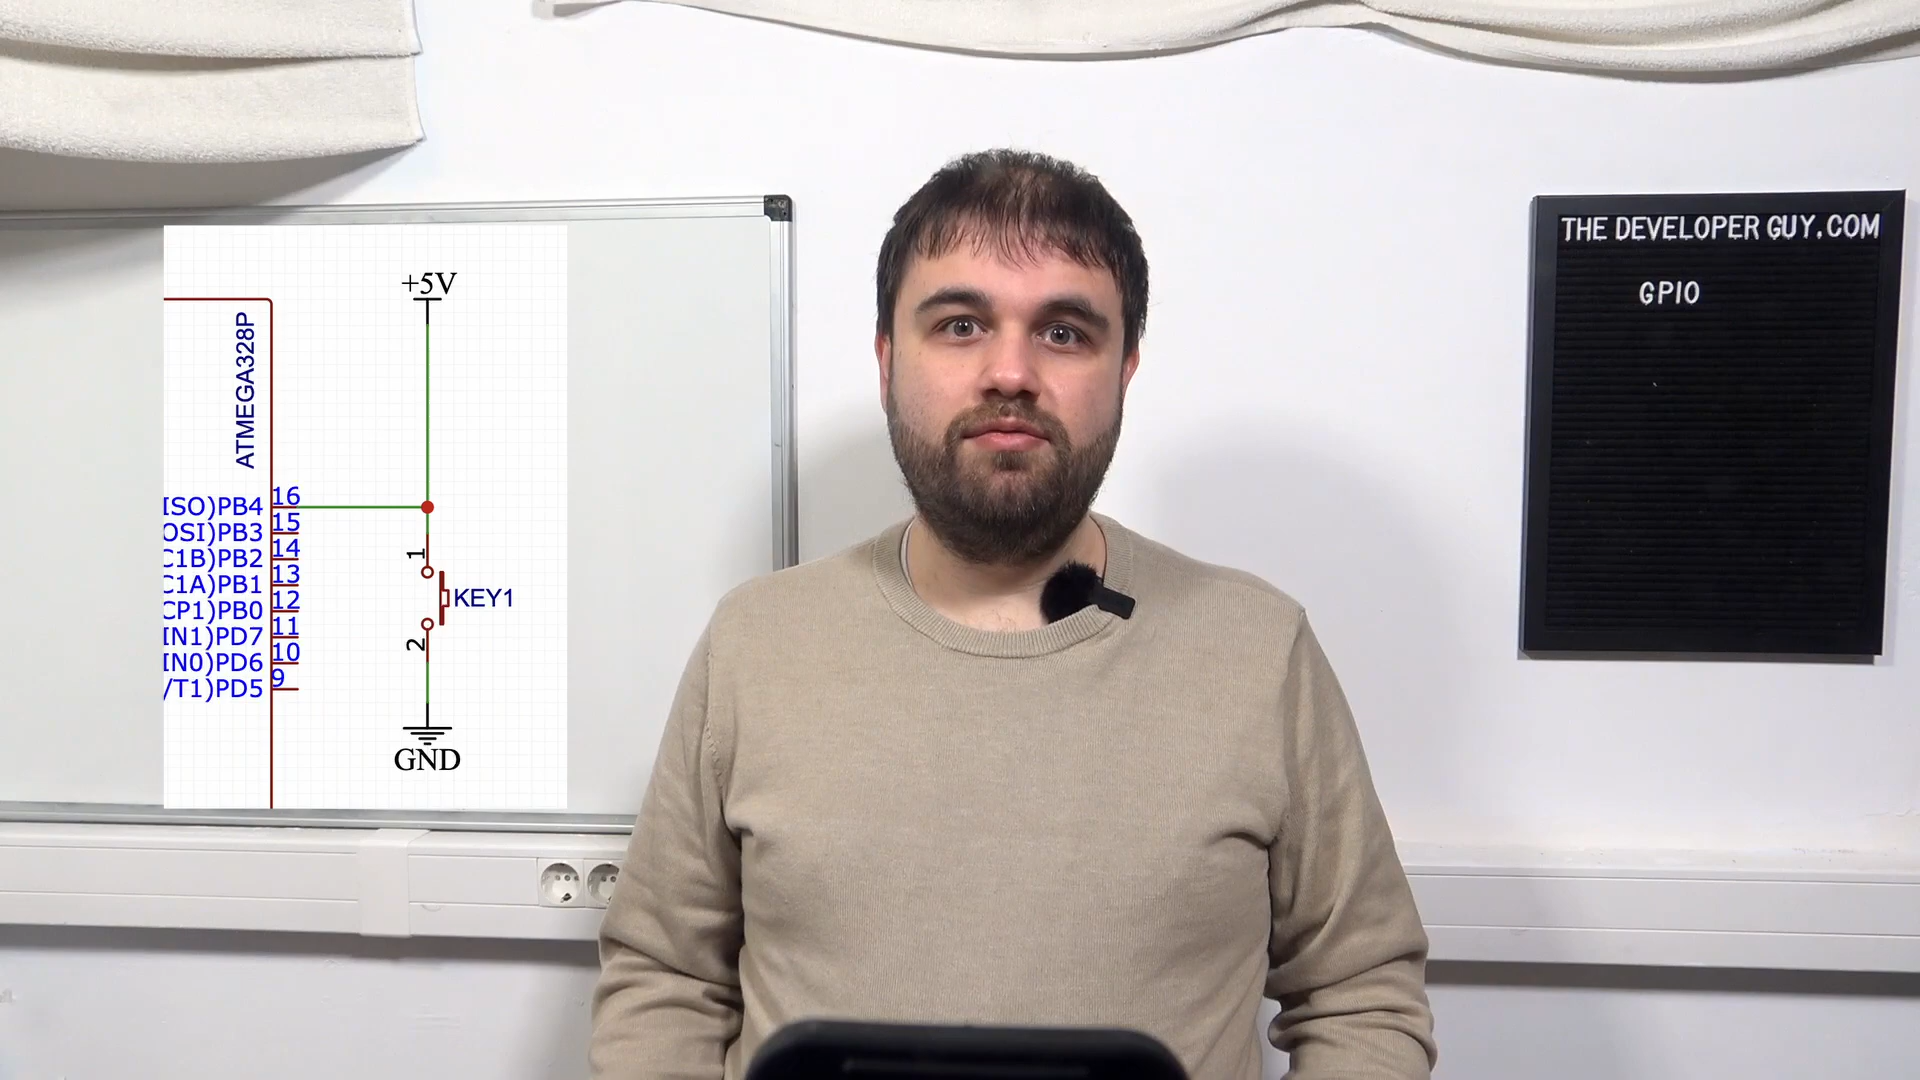 +5V
ATMEGA328P
ISO)PB4 16
OSI)PB3 15
C1B)PB2 14
C1A)PB1 13
CP1)PB0 12
IN1)PD7 11
IN0)PD6 10
/T1)PD5 9
1
KEY1
2
GND
THE DEVELOPER GUY.COM
GPIO